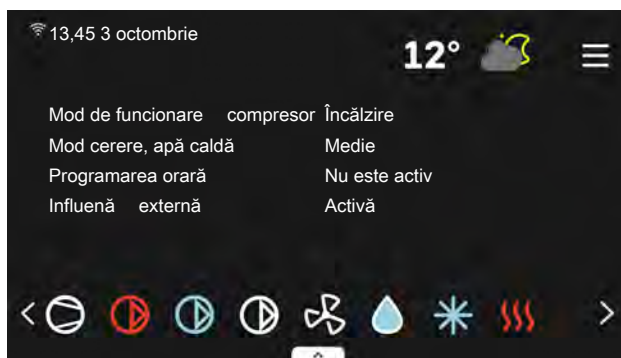 13,45 3 octombrie
12°
Mod de funcionare compresor Încălzire
Mod cerere, apă caldă Medie
Programarea orară Nu este activ
Influenă externă Activă